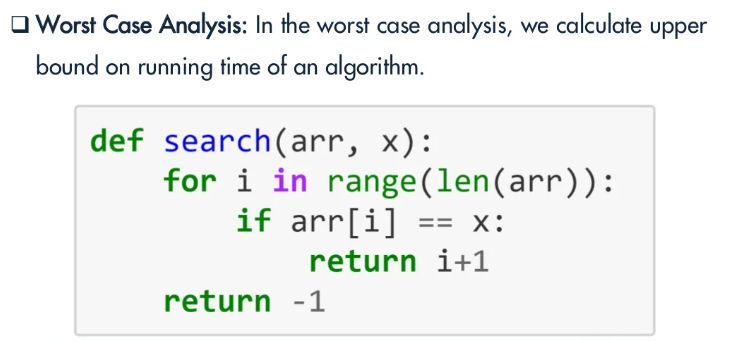 ❑ Worst Case Analysis: In the worst case analysis, we calculate upper
bound on running time of an algorithm.
def search(arr, x):
    for i in range(len(arr)):
        if arr[i] == x:
            return i+1
    return -1